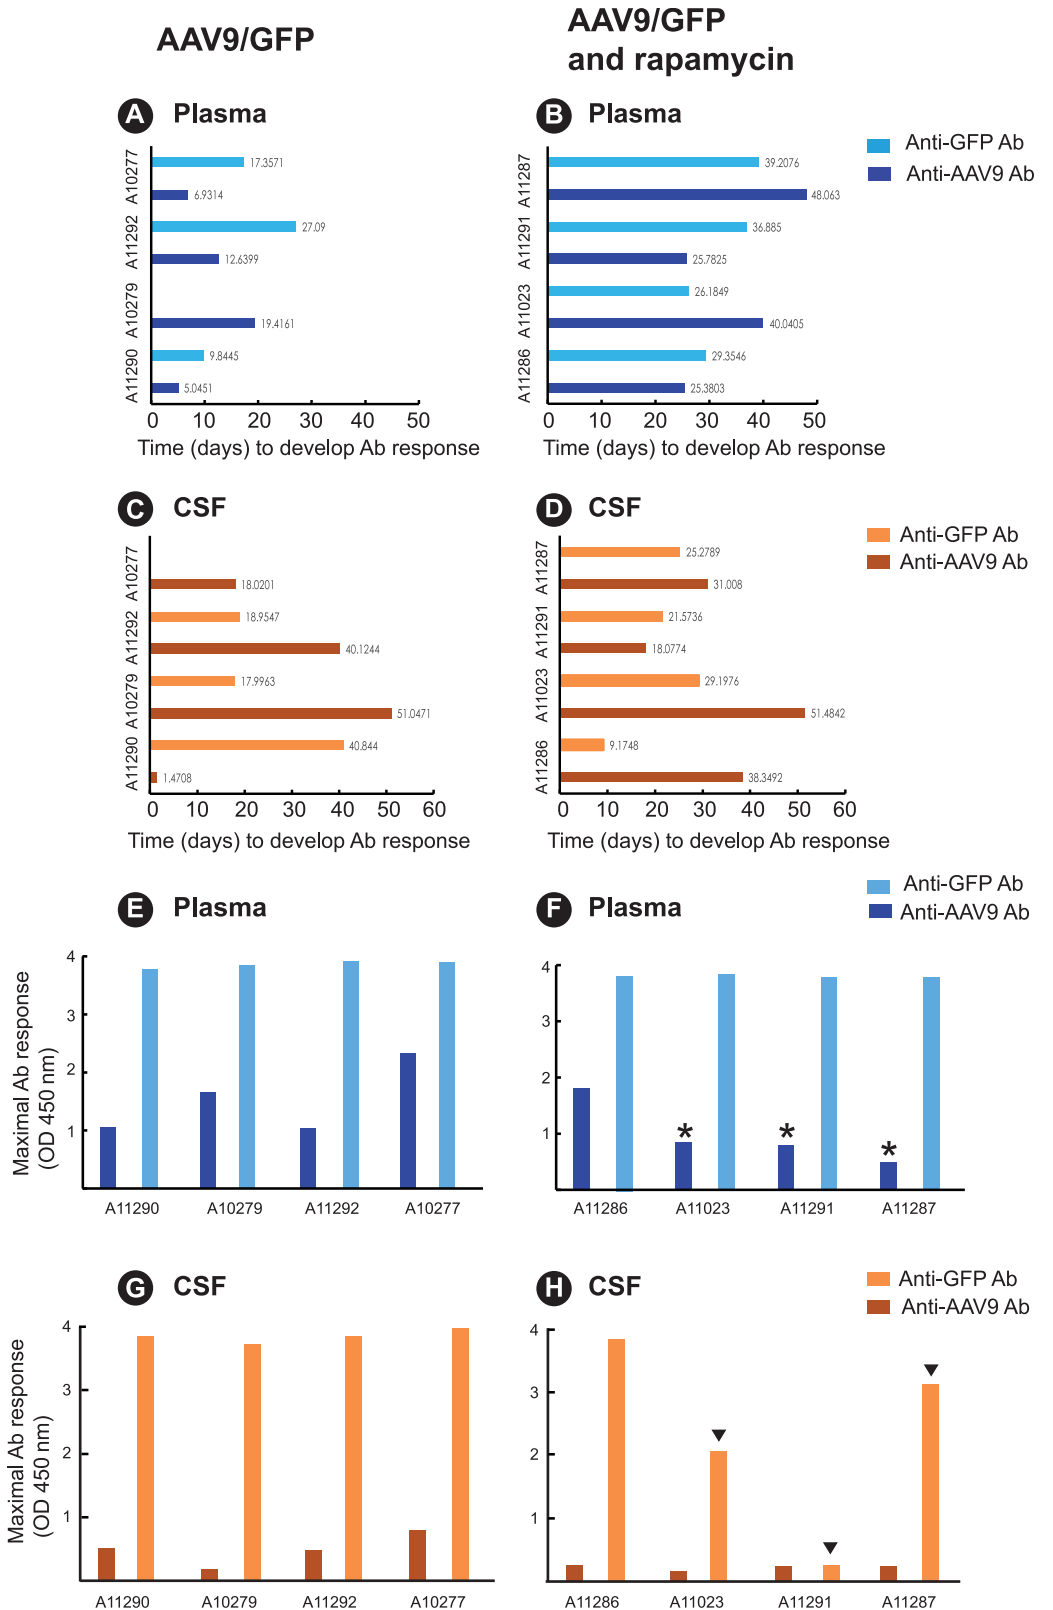 AAV9/GFP
AAV9/GFP
and rapamycin
A Plasma
A10277
A11292
A10279
A11290
17.3571
6.9314
27.09
12.6399
19.4161
9.8445
5.0451
0 10 20 30 40 50
Time (days) to develop Ab response
B Plasma
A11287
A11291
A11023
A11286
39.2076
48.063
36.885
25.7825
26.1849
40.0405
29.3546
25.3803
0 10 20 30 40 50
Time (days) to develop Ab response
Anti-GFP Ab
Anti-AAV9 Ab
C CSF
A10277
A11292
A10279
A11290
18.0201
18.9547
40.1244
17.9963
51.0471
40.844
1.4708
0 10 20 30 40 50 60
Time (days) to develop Ab response
D CSF
A11287
A11291
A11023
A11286
25.2789
31.008
21.5736
18.0774
29.1976
51.4842
9.1748
38.3492
0 10 20 30 40 50 60
Time (days) to develop Ab response
Anti-GFP Ab
Anti-AAV9 Ab
E Plasma
Maximal Ab response
(OD 450 nm)
4
3
2
1
A11290 A10279 A11292 A10277
F Plasma
4
3
2
1
* * *
A11286 A11023 A11291 A11287
Anti-GFP Ab
Anti-AAV9 Ab
G CSF
Maximal Ab response
(OD 450 nm)
4
3
2
1
A11290 A10279 A11292 A10277
H CSF
4
3
2
1
A11286 A11023 A11291 A11287
Anti-GFP Ab
Anti-AAV9 Ab